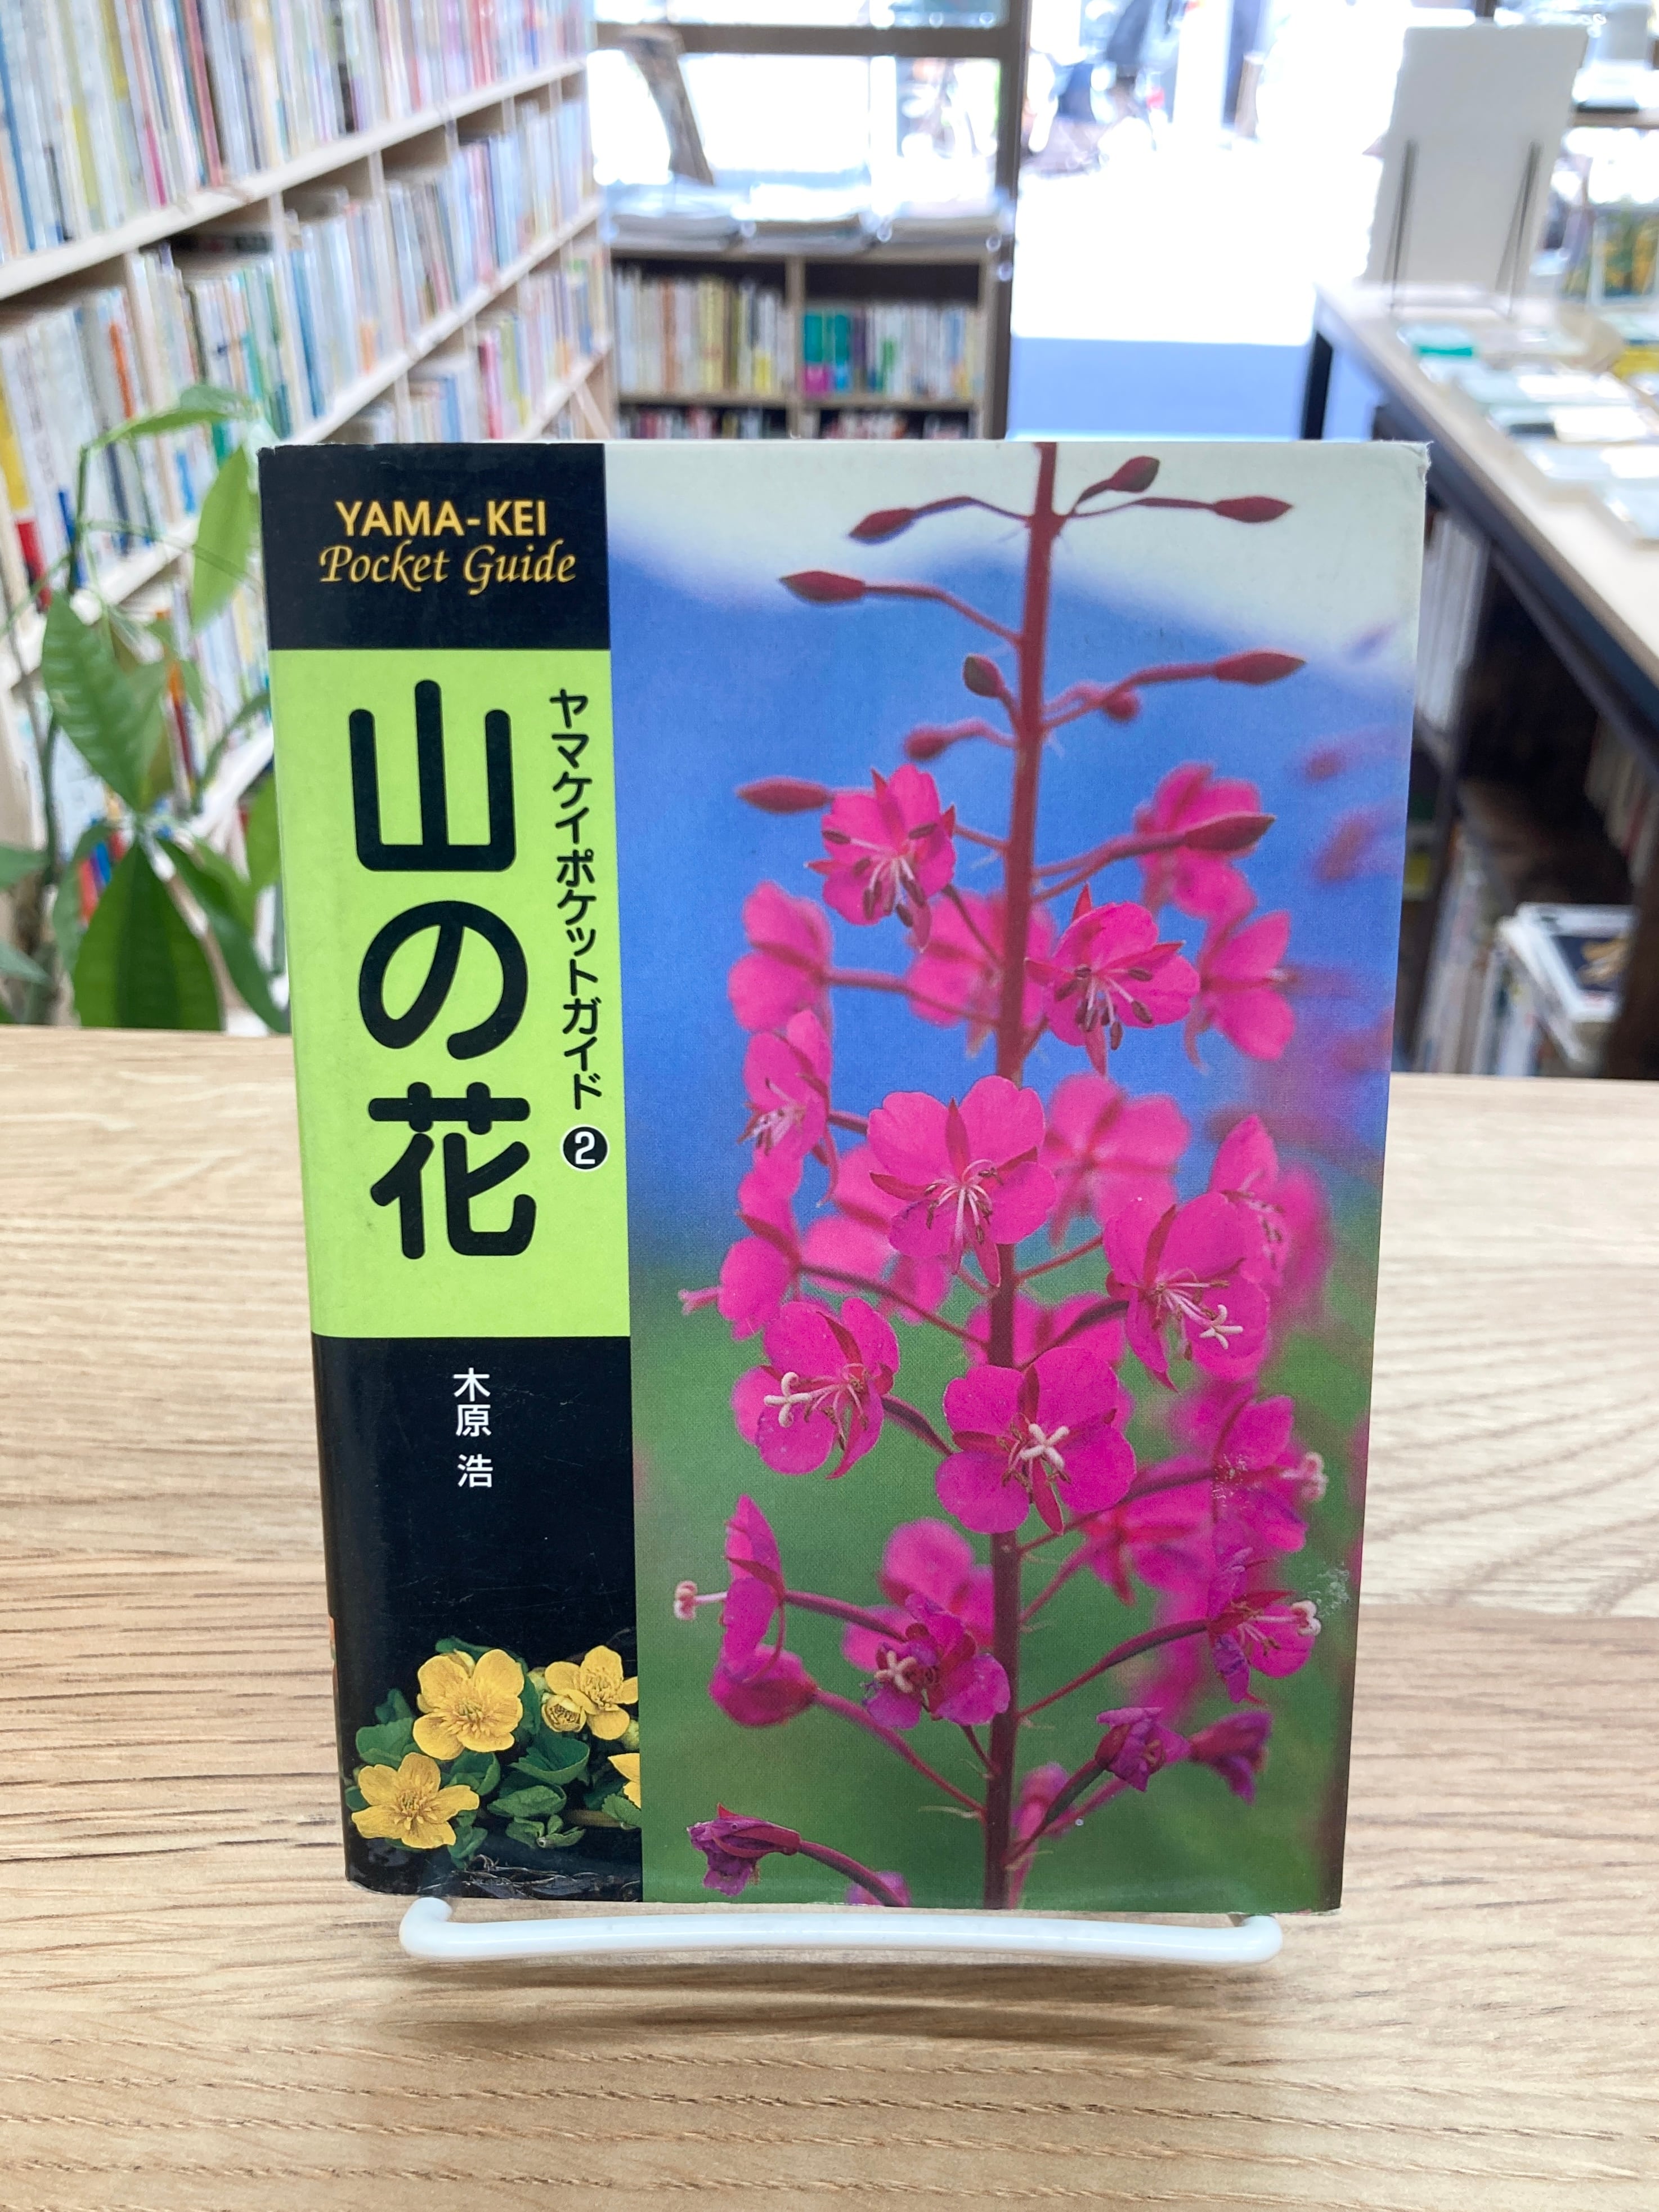 YAMA-KEI
Pocket Guide
ヤマケイポケットガイド❷
山の花
木原 浩